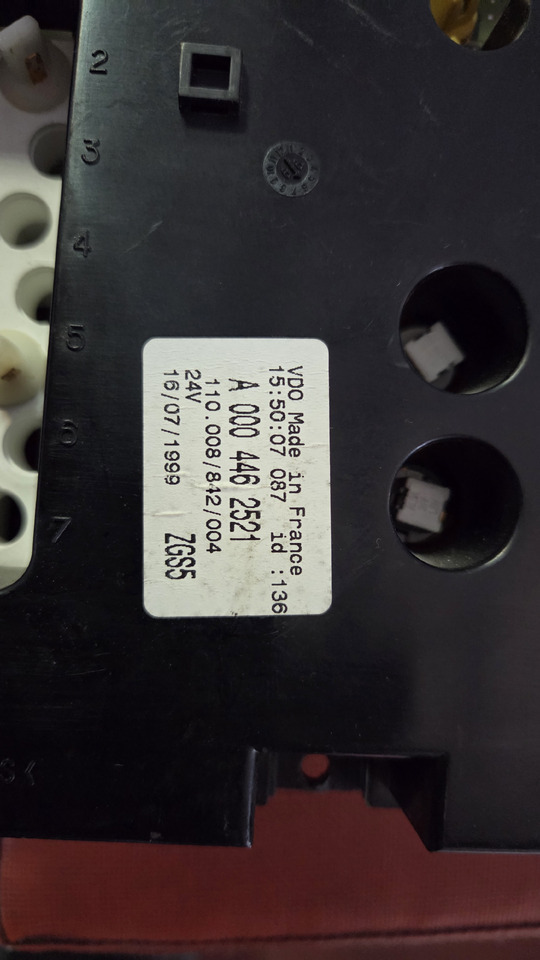 2
3
4
5
6
7
VDO Made in France
15:50:07 087 id :136
A 000 446 2521
110.008/842/004
24V
16/07/1999 ZGS5